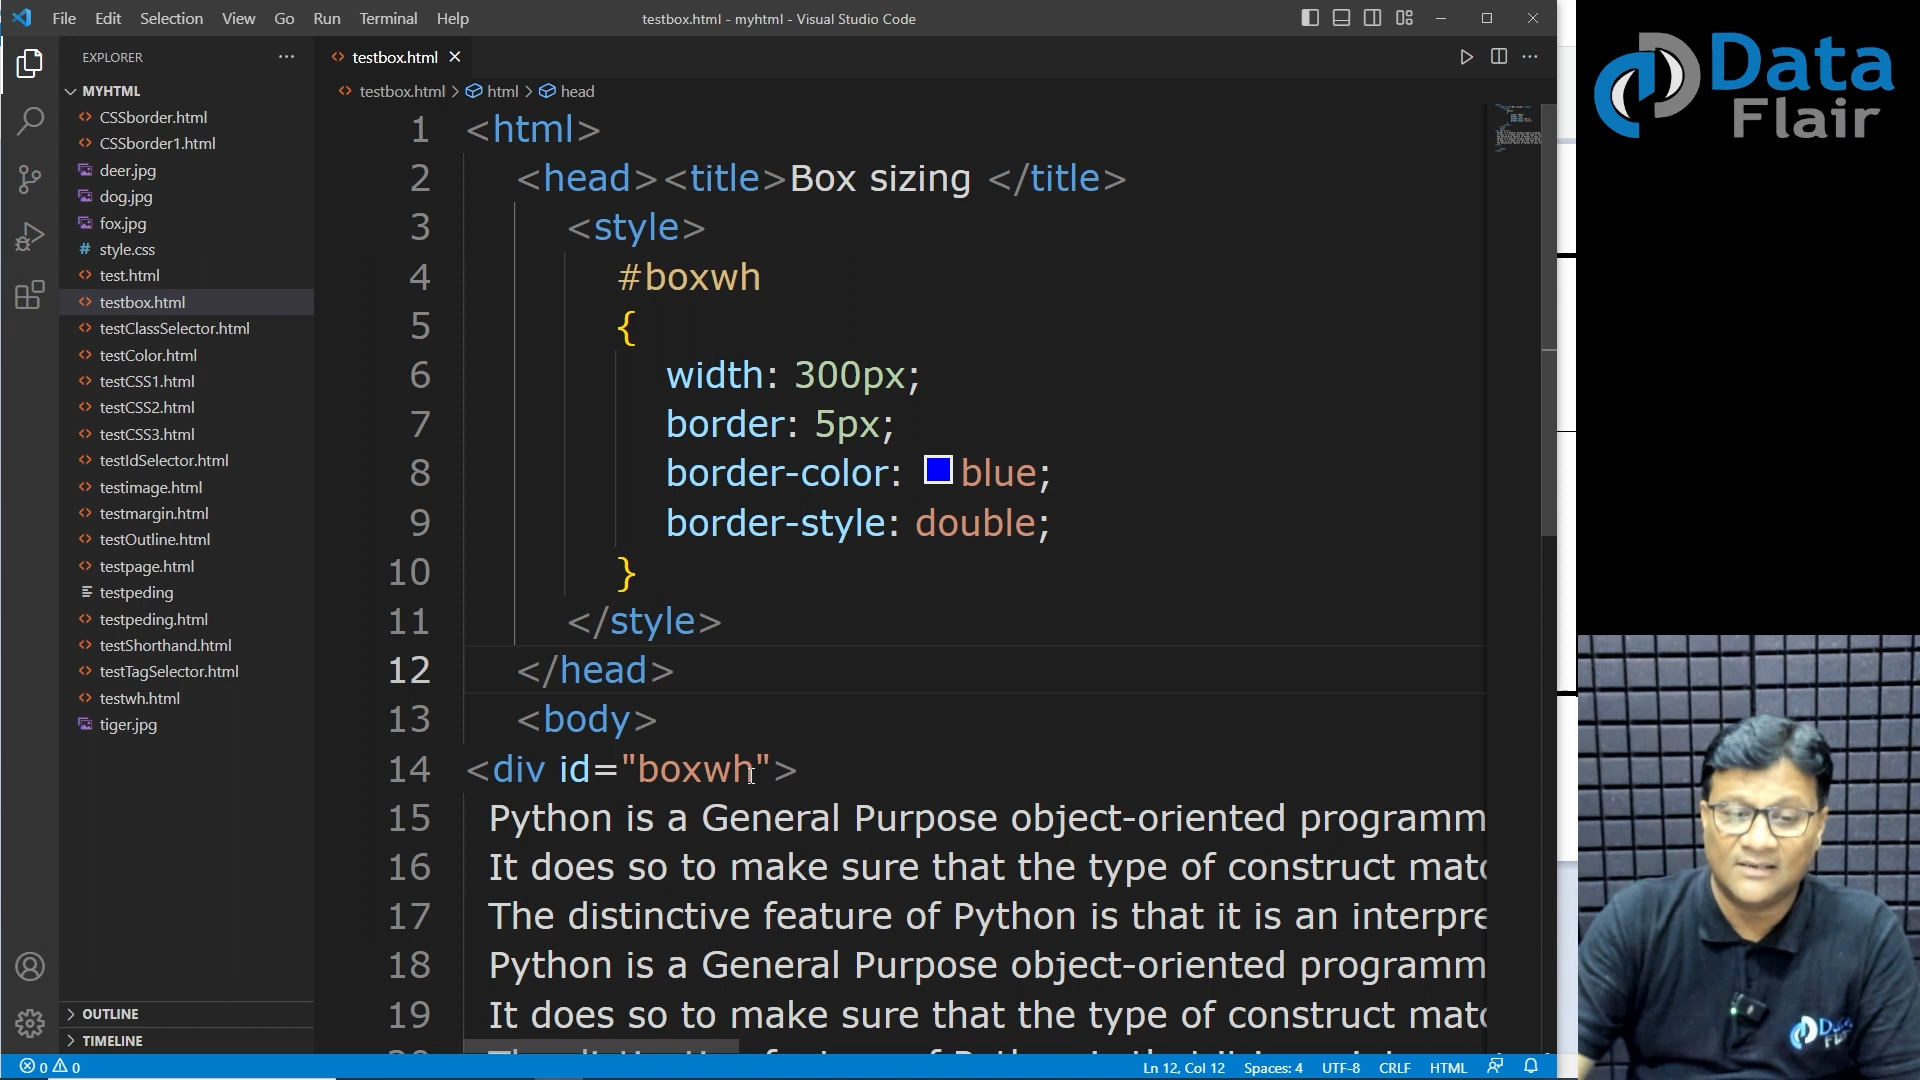 File Edit Selection View Go Run Terminal Help
testbox.html - myhtml - Visual Studio Code
EXPLORER
MYHTML
CSSborder.html
CSSborder1.html
deer.jpg
dog.jpg
fox.jpg
style.css
test.html
testbox.html
testClassSelector.html
testColor.html
testCSS1.html
testCSS2.html
testCSS3.html
testIdSelector.html
testimage.html
testmargin.html
testOutline.html
testpage.html
testpeding
testpeding.html
testShorthand.html
testTagSelector.html
testwh.html
tiger.jpg
OUTLINE
TIMELINE
testbox.html
testbox.html > html > head
1 <html>
2 <head><title>Box sizing </title>
3 <style>
4 #boxwh
5 {
6 width: 300px;
7 border: 5px;
8 border-color: blue;
9 border-style: double;
10 }
11 </style>
12 </head>
13 <body>
14 <div id="boxwh">
15 Python is a General Purpose object-oriented programm
16 It does so to make sure that the type of construct matc
17 The distinctive feature of Python is that it is an interpre
18 Python is a General Purpose object-oriented programm
19 It does so to make sure that the type of construct matc
0 0
Ln 12, Col 12 Spaces: 4 UTF-8 CRLF HTML
Data
Flair